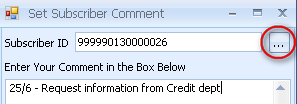 Set Subscriber Comment
Subscriber ID 999990130000026 ...
Enter Your Comment in the Box Below
25/6 - Request information from Credit dept